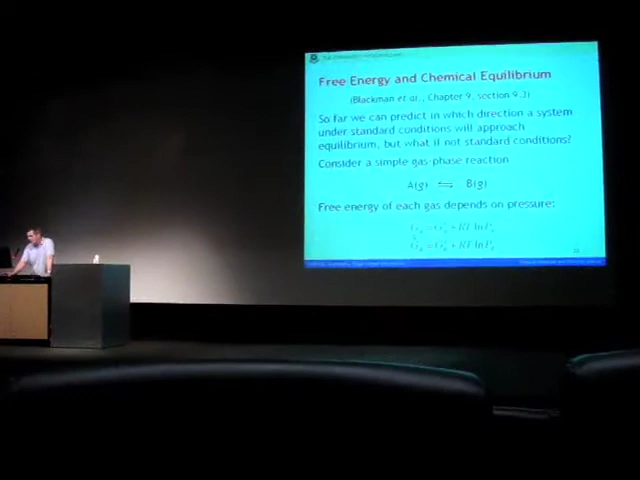 Free Energy and Chemical Equilibrium
(Blackman et al., Chapter 9, section 9.3)
So far we can predict in which direction a system
under standard conditions will approach
equilibrium, but what if not standard conditions?
Consider a simple gas-phase reaction
A(g) ⇌ B(g)
Free energy of each gas depends on pressure: